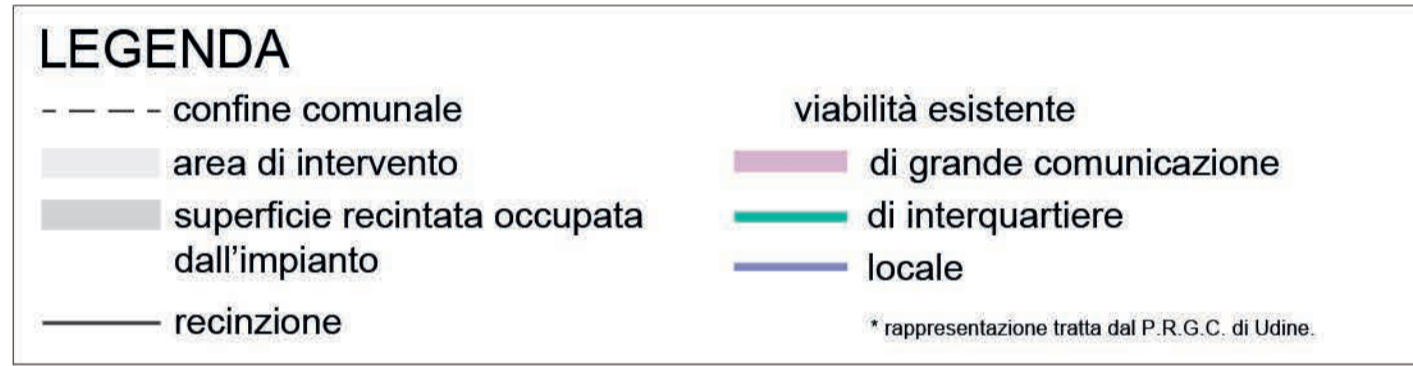 LEGENDA
confine comunale
area di intervento
superficie recintata occupata
dall'impianto
recinzione
viabilità esistente
di grande comunicazione
di interquartiere
locale
* rappresentazione tratta dal P.R.G.C. di Udine.